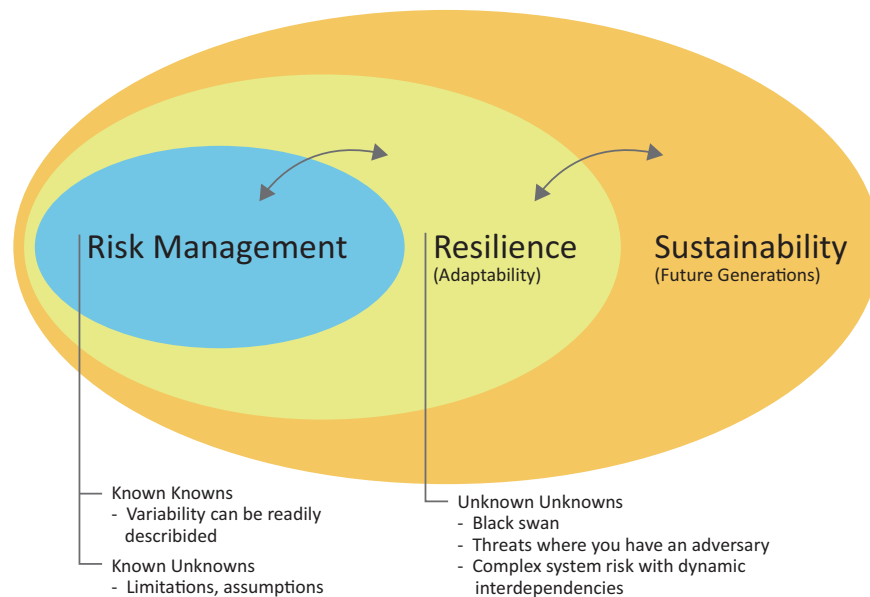 Risk Management
Resilience
(Adaptability)
Sustainability
(Future Generations)
Known Knowns
- Variability can be readily
describided
Known Unknowns
- Limitations, assumptions
Unknown Unknowns
- Black swan
- Threats where you have an adversary
- Complex system risk with dynamic
interdependencies